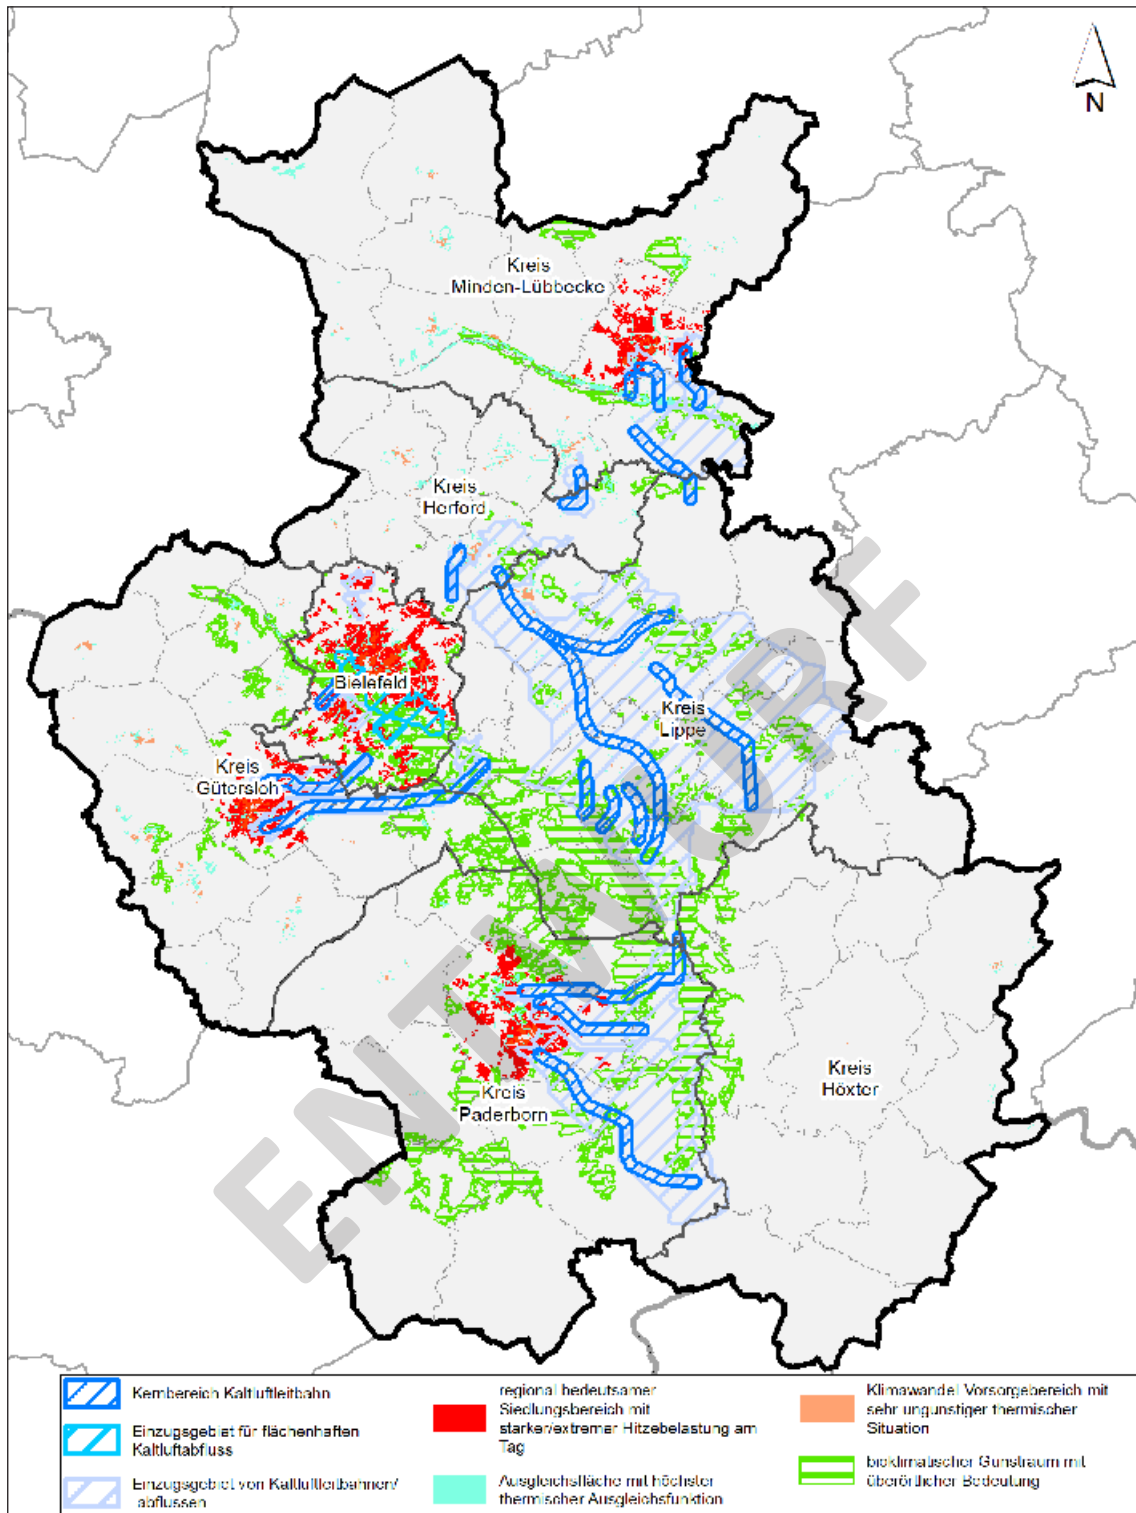 N
Kreis
Minden-Lübbecke
Kreis
Herford
Bielefeld
Kreis
Lippe
Kreis
Gütersloh
Kreis
Höxter
Kreis
Paderborn
ENTWURF
Kernbereich Kaltluftleitbahn
Einzugsgebiet für flächenhaften
Kaltluftabfluss
Einzugsgebiet von Kaltluftleitbahnen/
abflüssen
regional bedeutsamer
Siedlungsbereich mit
starker/extremer Hitzebelastung am
Tag
Ausgleichsfläche mit höchster
thermischer Ausgleichsfunktion
Klimawandel Vorsorgebereich mit
sehr ungünstiger thermischer
Situation
bioklimatischer Gunstraum mit
überörtlicher Bedeutung